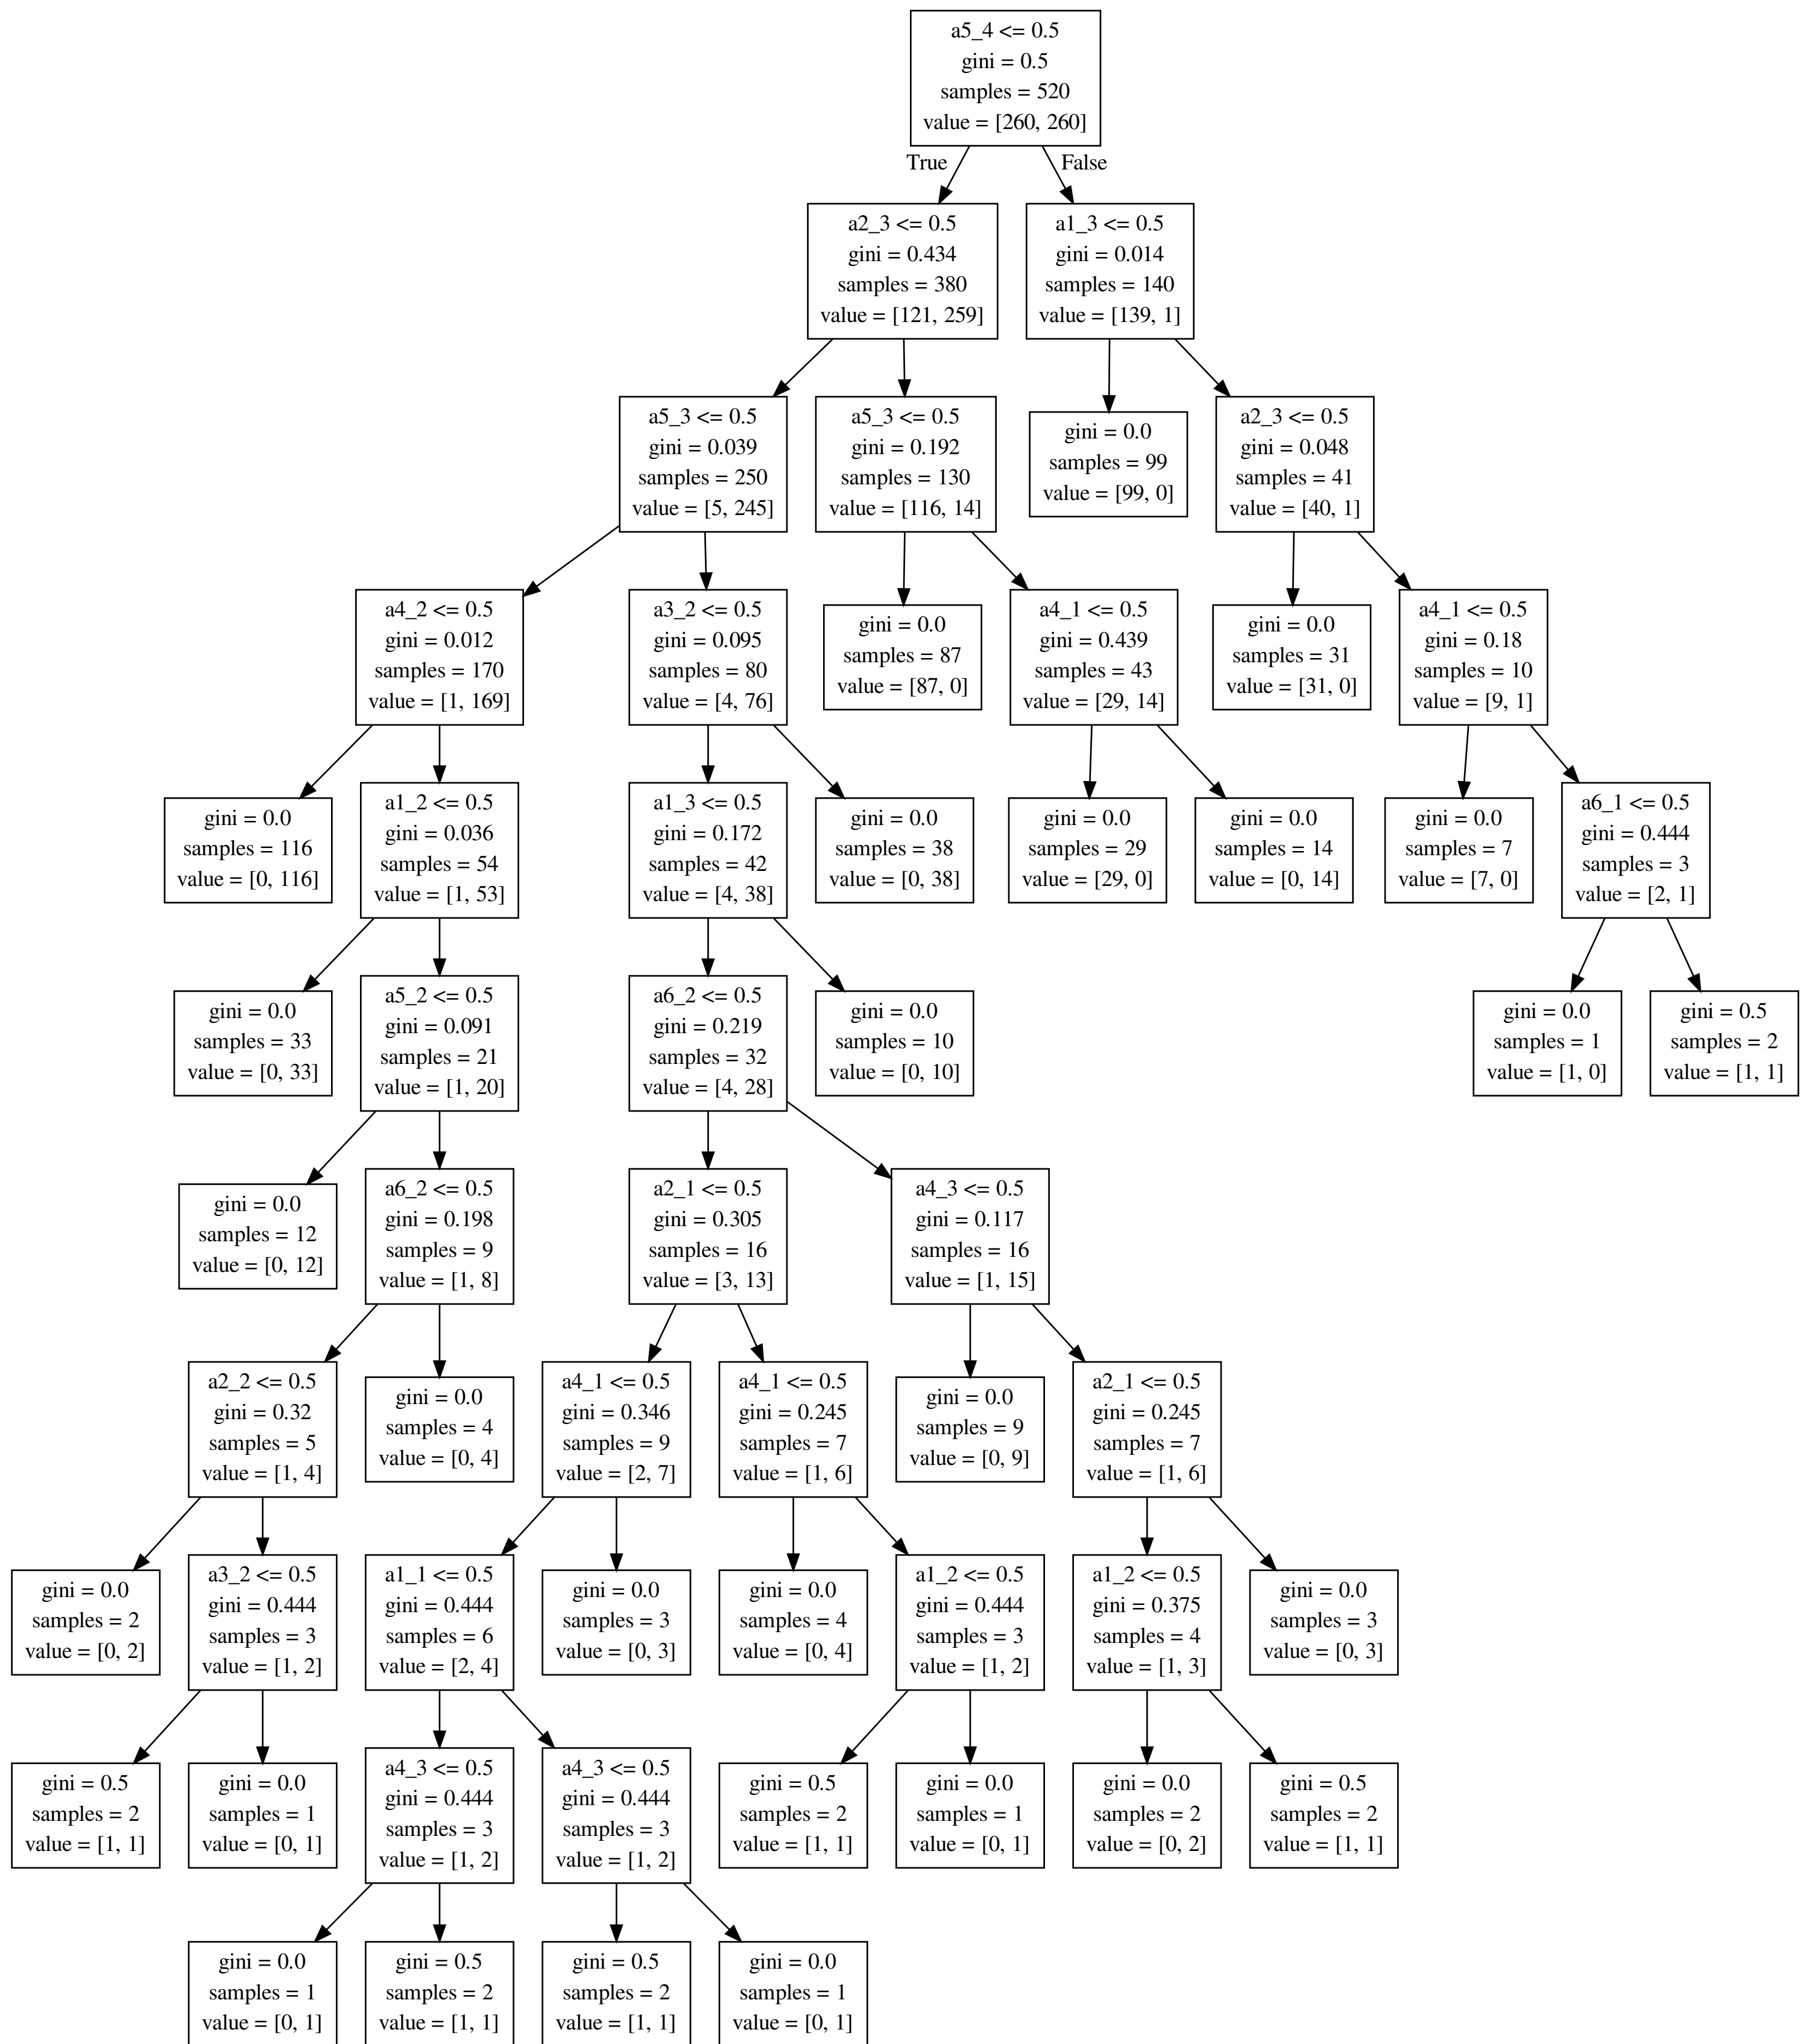 a5_4 <= 0.5
gini = 0.5
samples = 520
value = [260, 260]
True
False
a2_3 <= 0.5
gini = 0.434
samples = 380
value = [121, 259]
a1_3 <= 0.5
gini = 0.014
samples = 140
value = [139, 1]
a5_3 <= 0.5
gini = 0.039
samples = 250
value = [5, 245]
a5_3 <= 0.5
gini = 0.192
samples = 130
value = [116, 14]
gini = 0.0
samples = 99
value = [99, 0]
a2_3 <= 0.5
gini = 0.048
samples = 41
value = [40, 1]
a4_2 <= 0.5
gini = 0.012
samples = 170
value = [1, 169]
a3_2 <= 0.5
gini = 0.095
samples = 80
value = [4, 76]
gini = 0.0
samples = 87
value = [87, 0]
a4_1 <= 0.5
gini = 0.439
samples = 43
value = [29, 14]
gini = 0.0
samples = 31
value = [31, 0]
a4_1 <= 0.5
gini = 0.18
samples = 10
value = [9, 1]
gini = 0.0
samples = 116
value = [0, 116]
a1_2 <= 0.5
gini = 0.036
samples = 54
value = [1, 53]
a1_3 <= 0.5
gini = 0.172
samples = 42
value = [4, 38]
gini = 0.0
samples = 38
value = [0, 38]
gini = 0.0
samples = 29
value = [29, 0]
gini = 0.0
samples = 14
value = [0, 14]
gini = 0.0
samples = 7
value = [7, 0]
a6_1 <= 0.5
gini = 0.444
samples = 3
value = [2, 1]
gini = 0.0
samples = 33
value = [0, 33]
a5_2 <= 0.5
gini = 0.091
samples = 21
value = [1, 20]
a6_2 <= 0.5
gini = 0.219
samples = 32
value = [4, 28]
gini = 0.0
samples = 10
value = [0, 10]
gini = 0.0
samples = 1
value = [1, 0]
gini = 0.5
samples = 2
value = [1, 1]
gini = 0.0
samples = 12
value = [0, 12]
a6_2 <= 0.5
gini = 0.198
samples = 9
value = [1, 8]
a2_1 <= 0.5
gini = 0.305
samples = 16
value = [3, 13]
a4_3 <= 0.5
gini = 0.117
samples = 16
value = [1, 15]
a2_2 <= 0.5
gini = 0.32
samples = 5
value = [1, 4]
gini = 0.0
samples = 4
value = [0, 4]
a4_1 <= 0.5
gini = 0.346
samples = 9
value = [2, 7]
a4_1 <= 0.5
gini = 0.245
samples = 7
value = [1, 6]
gini = 0.0
samples = 9
value = [0, 9]
a2_1 <= 0.5
gini = 0.245
samples = 7
value = [1, 6]
gini = 0.0
samples = 2
value = [0, 2]
a3_2 <= 0.5
gini = 0.444
samples = 3
value = [1, 2]
a1_1 <= 0.5
gini = 0.444
samples = 6
value = [2, 4]
gini = 0.0
samples = 3
value = [0, 3]
gini = 0.0
samples = 4
value = [0, 4]
a1_2 <= 0.5
gini = 0.444
samples = 3
value = [1, 2]
a1_2 <= 0.5
gini = 0.375
samples = 4
value = [1, 3]
gini = 0.0
samples = 3
value = [0, 3]
gini = 0.5
samples = 2
value = [1, 1]
gini = 0.0
samples = 1
value = [0, 1]
a4_3 <= 0.5
gini = 0.444
samples = 3
value = [1, 2]
a4_3 <= 0.5
gini = 0.444
samples = 3
value = [1, 2]
gini = 0.5
samples = 2
value = [1, 1]
gini = 0.0
samples = 1
value = [0, 1]
gini = 0.0
samples = 2
value = [0, 2]
gini = 0.5
samples = 2
value = [1, 1]
gini = 0.0
samples = 1
value = [0, 1]
gini = 0.5
samples = 2
value = [1, 1]
gini = 0.5
samples = 2
value = [1, 1]
gini = 0.0
samples = 1
value = [0, 1]